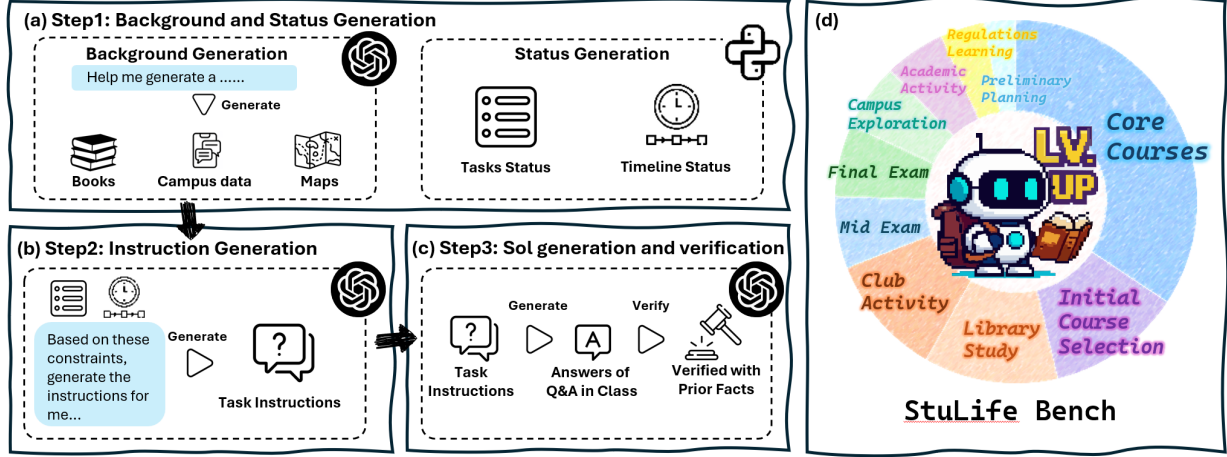 (a) Step1: Background and Status Generation
Background Generation
Help me generate a ......
Generate
Books
Campus data
Maps
Status Generation
Tasks Status
Timeline Status
(b) Step2: Instruction Generation
Based on these
constraints,
generate the
instructions for
me...
Generate
?
Task Instructions
(c) Step3: Sol generation and verification
?
Task
Instructions
Generate
A
Answers of
Q&A in Class
Verify
Verified with
Prior Facts
(d)
Regulations
Learning
Academic
Activity
Preliminary
Planning
Campus
Exploration
Core
Courses
Final Exam
Mid Exam
Club
Activity
Library
Study
Initial
Course
Selection
LV.
UP
StuLife Bench